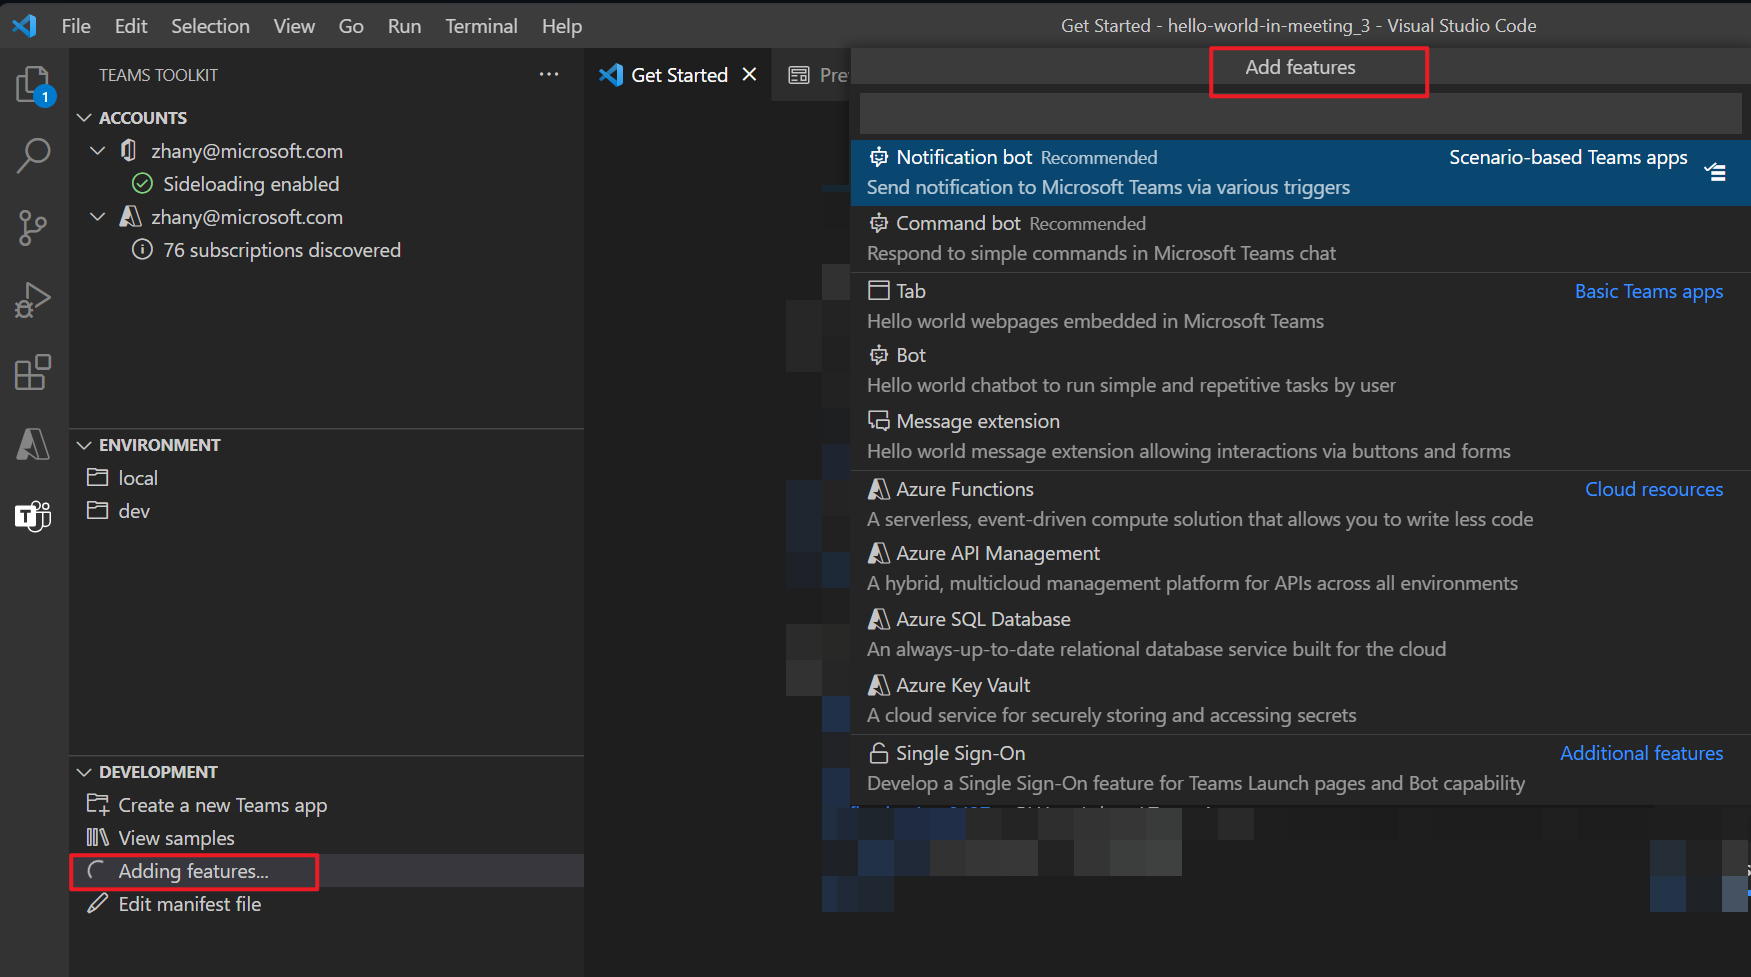 File Edit Selection View Go Run Terminal Help
Get Started - hello-world-in-meeting_3 - Visual Studio Code
1
TEAMS TOOLKIT
ACCOUNTS
zhany@microsoft.com
Sideloading enabled
zhany@microsoft.com
76 subscriptions discovered
ENVIRONMENT
local
dev
DEVELOPMENT
Create a new Teams app
View samples
Adding features...
Edit manifest file
Get Started
Add features
Notification bot Recommended Scenario-based Teams apps
Send notification to Microsoft Teams via various triggers
Command bot Recommended
Respond to simple commands in Microsoft Teams chat
Tab Basic Teams apps
Hello world webpages embedded in Microsoft Teams
Bot
Hello world chatbot to run simple and repetitive tasks by user
Message extension
Hello world message extension allowing interactions via buttons and forms
Azure Functions Cloud resources
A serverless, event-driven compute solution that allows you to write less code
Azure API Management
A hybrid, multicloud management platform for APIs across all environments
Azure SQL Database
An always-up-to-date relational database service built for the cloud
Azure Key Vault
A cloud service for securely storing and accessing secrets
Single Sign-On Additional features
Develop a Single Sign-On feature for Teams Launch pages and Bot capability